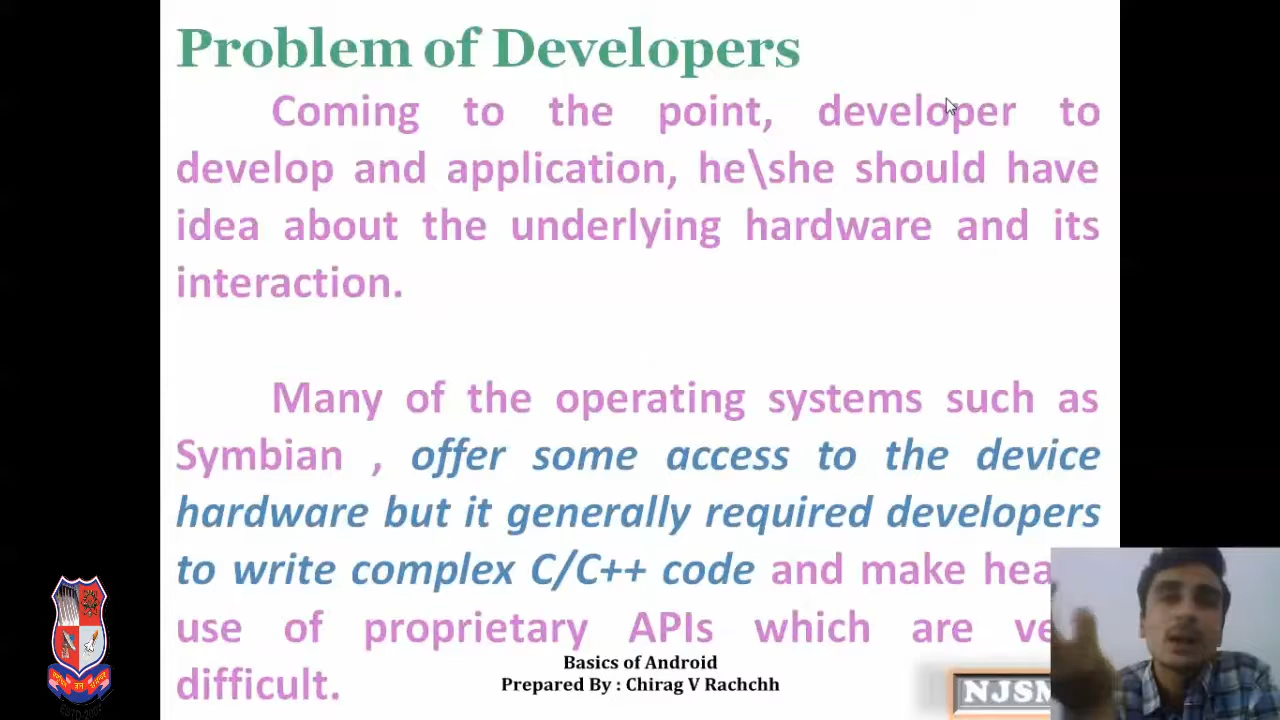 Problem of Developers
Coming to the point, developer to
develop and application, he\she should have
idea about the underlying hardware and its
interaction.
Many of the operating systems such as
Symbian , offer some access to the device
hardware but it generally required developers
to write complex C/C++ code and make
use of proprietary APIs which are
difficult.
Basics of Android
Prepared By : Chirag V Rachchh